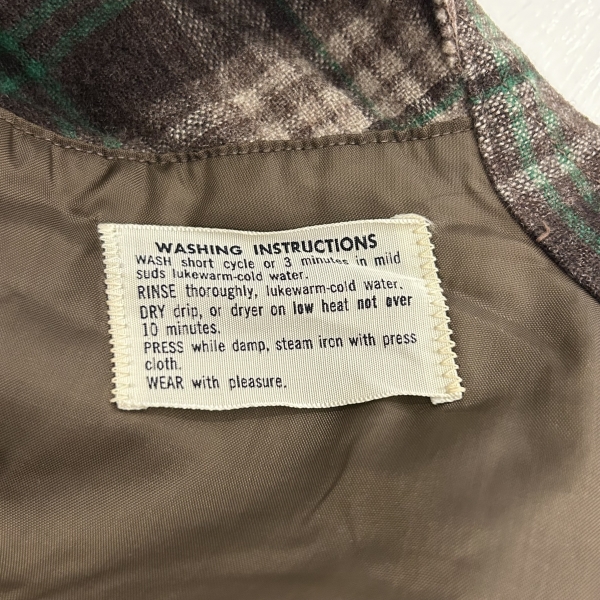 WASHING INSTRUCTIONS
WASH short cycle or 3 minutes in mild
suds lukewarm-cold water.
RINSE thoroughly, lukewarm-cold water.
DRY drip, or dryer on low heat not over
10 minutes.
PRESS while damp, steam iron with press
cloth.
WEAR with pleasure.